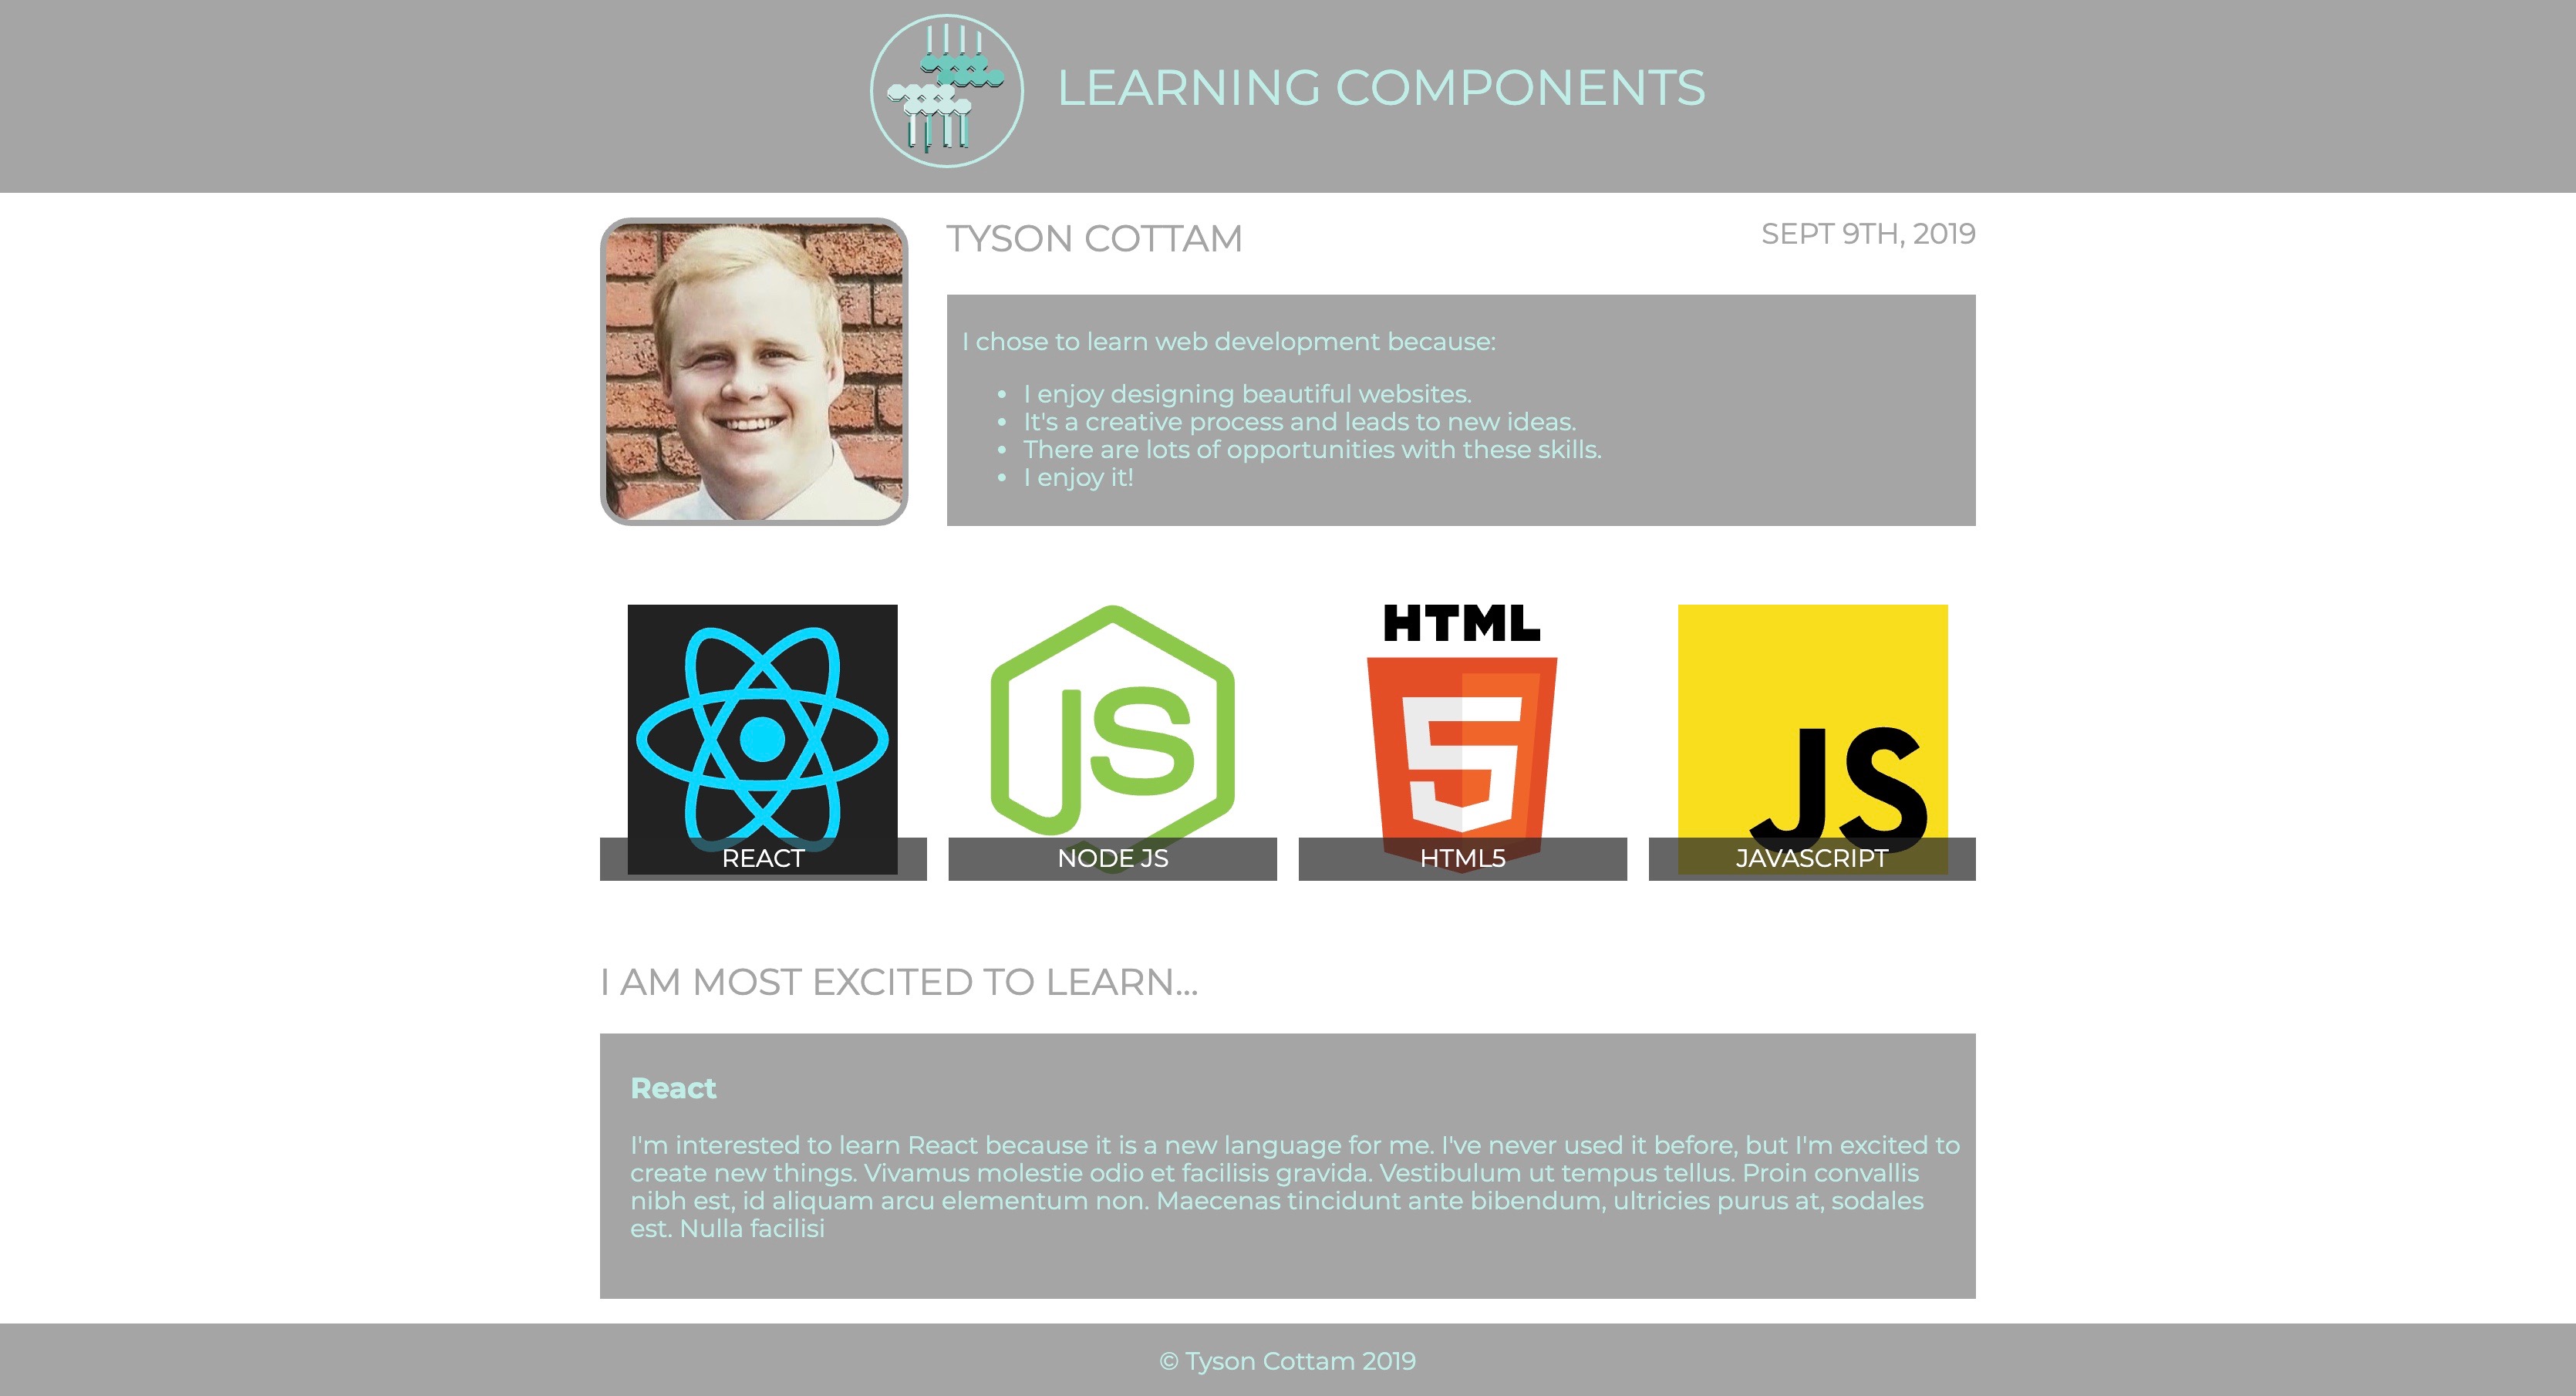 LEARNING COMPONENTS
TYSON COTTAM
SEPT 9TH, 2019
I chose to learn web development because:
• I enjoy designing beautiful websites.
• It's a creative process and leads to new ideas.
• There are lots of opportunities with these skills.
• I enjoy it!
JS
HTML
5
JS
REACT
NODE JS
HTML5
JAVASCRIPT
I AM MOST EXCITED TO LEARN...
React
I'm interested to learn React because it is a new language for me. I've never used it before, but I'm excited to
create new things. Vivamus molestie odio et facilisis gravida. Vestibulum ut tempus tellus. Proin convallis
nibh est, id aliquam arcu elementum non. Maecenas tincidunt ante bibendum, ultricies purus at, sodales
est. Nulla facilisi
© Tyson Cottam 2019